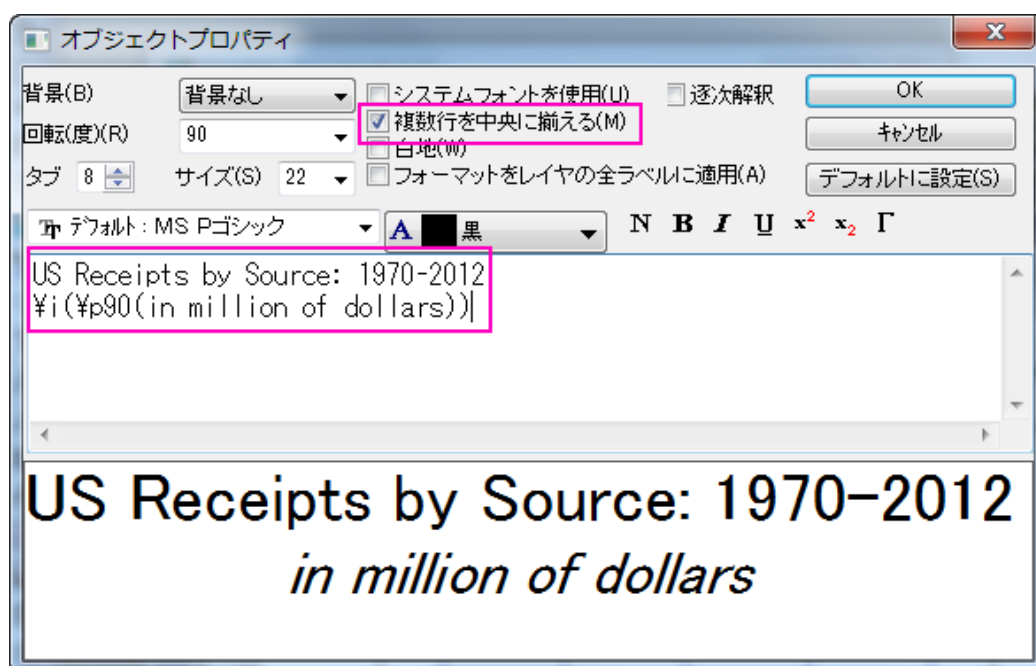 オブジェクトプロパティ
背景(B) 背景なし システムフォントを使用(U) 逐次解釈 OK
回転(度)(R) 90 複数行を中央に揃える(M) キャンセル
白地(W)
タブ 8 サイズ(S) 22 フォーマットをレイヤの全ラベルに適用(A) デフォルトに設定(S)
デフォルト : MS Pゴシック A 黒 N B I U x² x₂ Γ
US Receipts by Source: 1970-2012
¥i(¥p90(in million of dollars))
US Receipts by Source: 1970-2012
in million of dollars